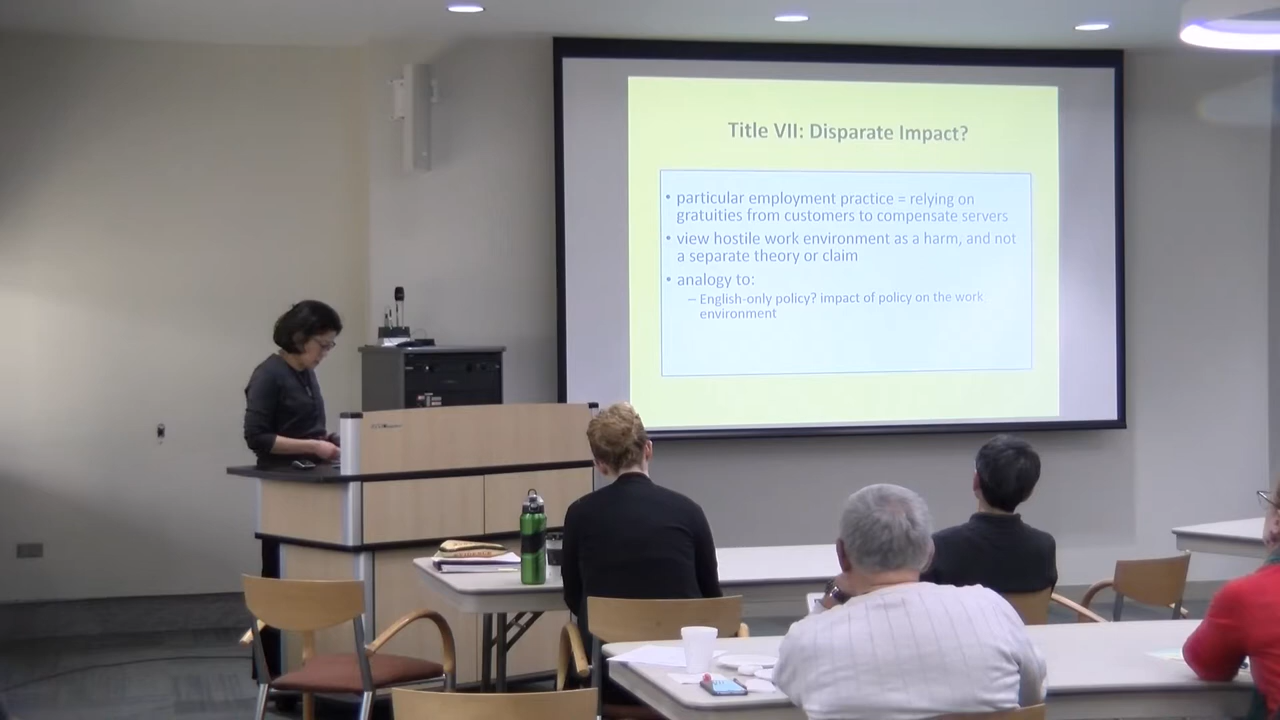 Title VII: Disparate Impact?
• particular employment practice = relying on
gratuities from customers to compensate servers
• view hostile work environment as a harm, and not
a separate theory or claim
• analogy to:
– English-only policy? impact of policy on the work
environment